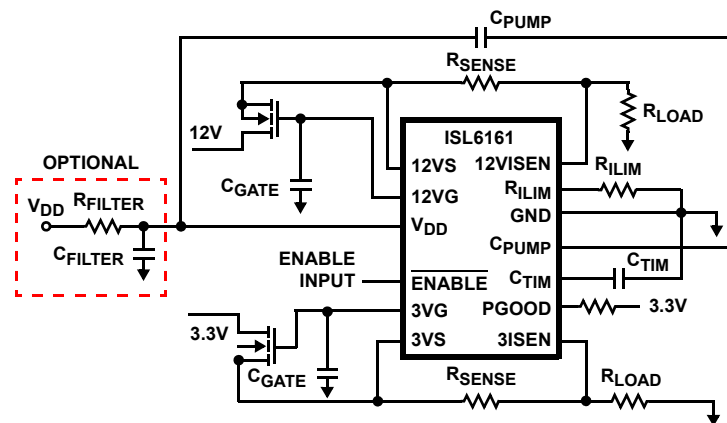 CPUMP
RSENSE
RLOAD
12V
ISL6161
OPTIONAL
CGATE
12VS
12VISEN
RILIM
VDD
RFILTER
12VG
RILIM
GND
CFILTER
VDD
CPUMP
ENABLE
INPUT
ENABLE
CTIM
CTIM
3.3V
3VG
PGOOD
3.3V
3VS
3ISEN
CGATE
RSENSE
RLOAD